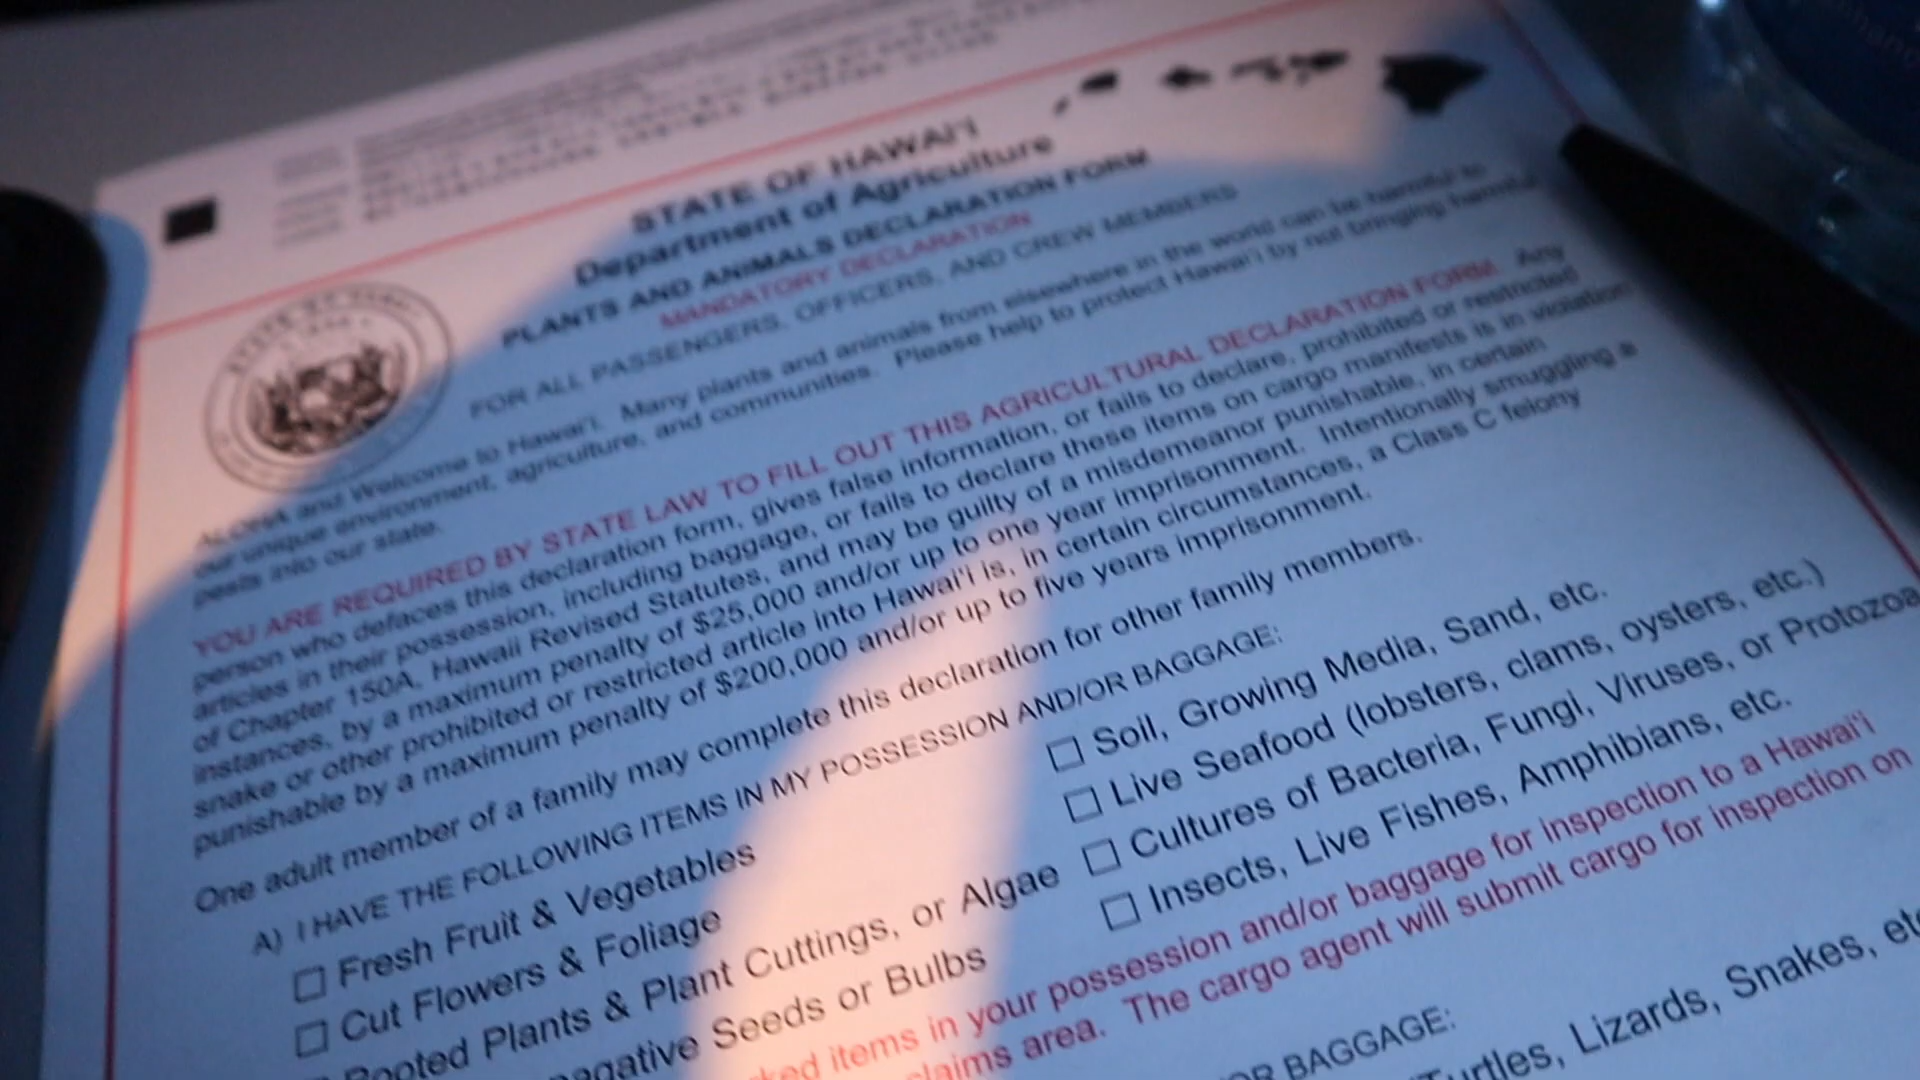 STATE OF HAWAI'I
Department of Agriculture
PLANTS AND ANIMALS DECLARATION FORM
MANDATORY DECLARATION
FOR ALL PASSENGERS, OFFICERS, AND CREW MEMBERS
ALOHA and Welcome to Hawai'i. Many plants and animals from elsewhere in the world can be harmful to
our unique environment, agriculture, and communities. Please help to protect Hawai'i by not bringing harmful
pests into our state.
YOU ARE REQUIRED BY STATE LAW TO FILL OUT THIS AGRICULTURAL DECLARATION FORM. Any
person who defaces this declaration form, gives false information, or fails to declare, prohibited or restricted
articles in their possession, including baggage, or fails to declare these items on cargo manifests is in violation
of Chapter 150A, Hawaii Revised Statutes, and may be guilty of a misdemeanor punishable, in certain
instances, by a maximum penalty of $25,000 and/or up to one year imprisonment. Intentionally smuggling a
snake or other prohibited or restricted article into Hawai'i is, in certain circumstances, a Class C felony
punishable by a maximum penalty of $200,000 and/or up to five years imprisonment.
One adult member of a family may complete this declaration for other family members.
A) I HAVE THE FOLLOWING ITEMS IN MY POSSESSION AND/OR BAGGAGE:
Fresh Fruit & Vegetables
Cut Flowers & Foliage
Rooted Plants & Plant Cuttings, or Algae
Seeds or Bulbs
Soil, Growing Media, Sand, etc.
Live Seafood (lobsters, clams, oysters, etc.)
Cultures of Bacteria, Fungi, Viruses, or Protozoa
Insects, Live Fishes, Amphibians, etc.
items in your possession and/or baggage for inspection to a Hawai'i
claims area. The cargo agent will submit cargo for inspection on
OR BAGGAGE:
Turtles, Lizards, Snakes, etc